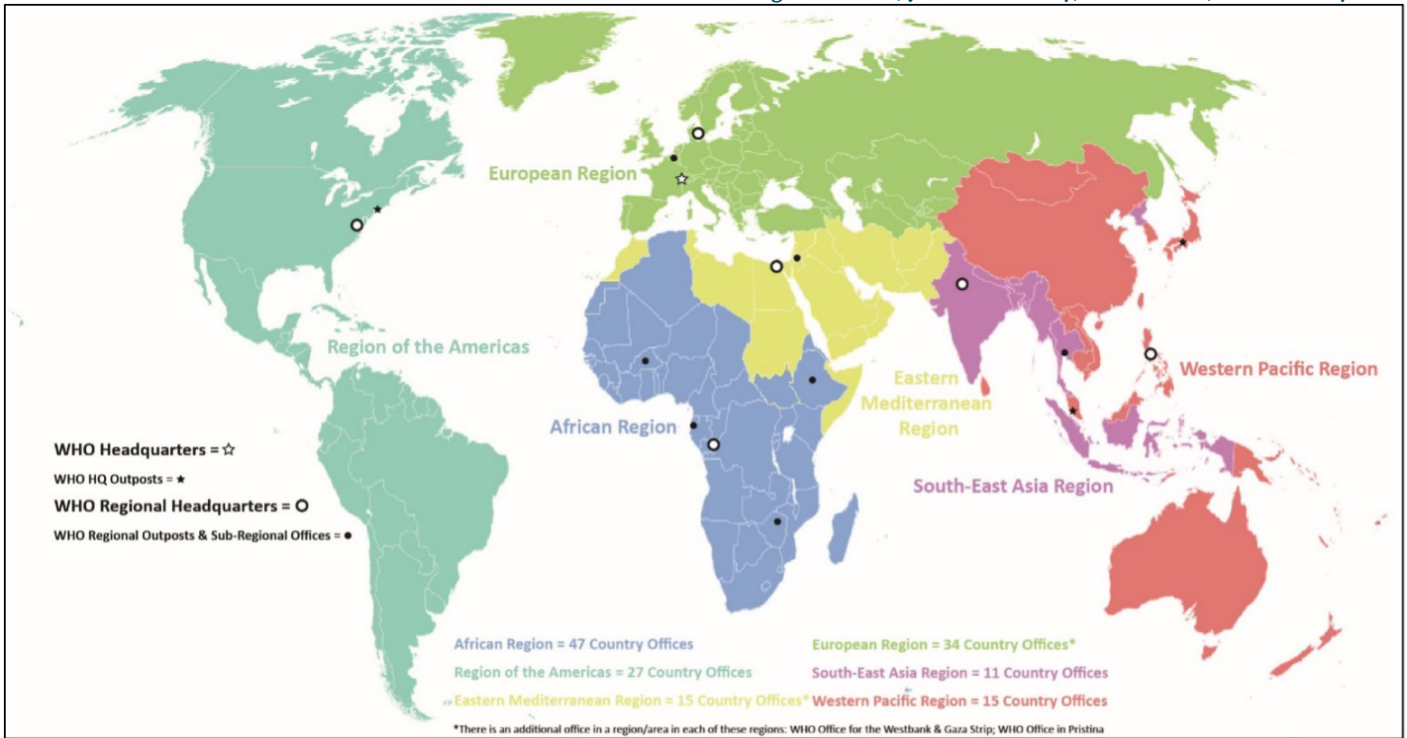 European Region
Region of the Americas
Western Pacific Region
Eastern
Mediterranean
Region
African Region
South-East Asia Region
WHO Headquarters = ☆
WHO HQ Outposts = ★
WHO Regional Headquarters = O
WHO Regional Outposts & Sub-Regional Offices = ●
African Region = 47 Country Offices
Region of the Americas = 27 Country Offices
Eastern Mediterranean Region = 15 Country Offices*
European Region = 34 Country Offices*
South-East Asia Region = 11 Country Offices
Western Pacific Region = 15 Country Offices
*There is an additional office in a region/area in each of these regions: WHO Office for the Westbank & Gaza Strip; WHO Office in Pristina